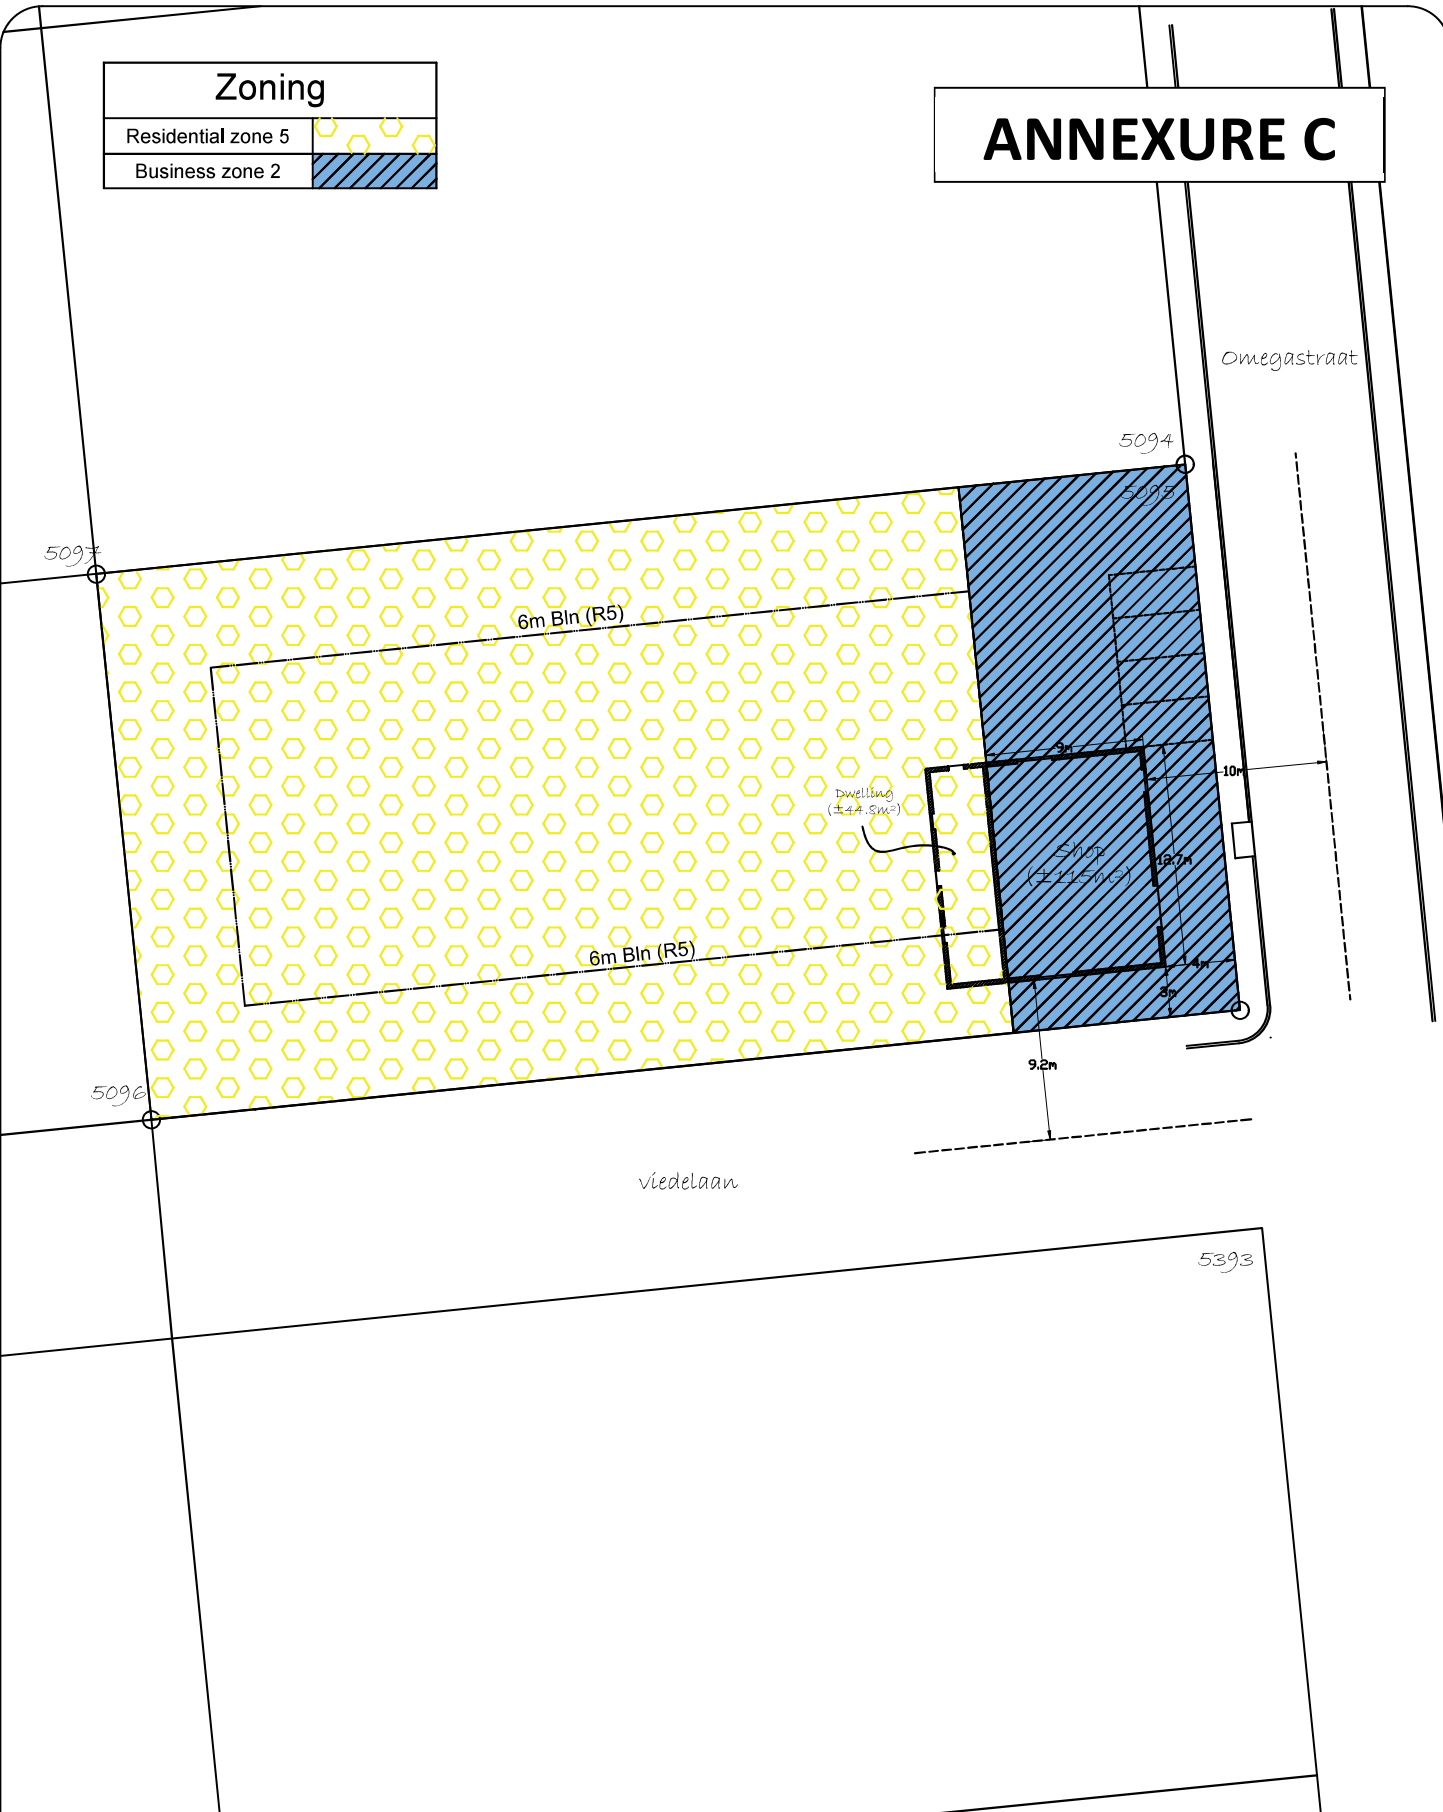 Zoning
Residential zone 5
Business zone 2
ANNEXURE C
Omegastraat
5094
5095
5097
6m Bln (R5)
9m
10m
Dwelling
(±44.8m²)
Shop
(±115m²)
12.7m
6m Bln (R5)
4m
3m
9.2m
5096
Viedelaan
5393